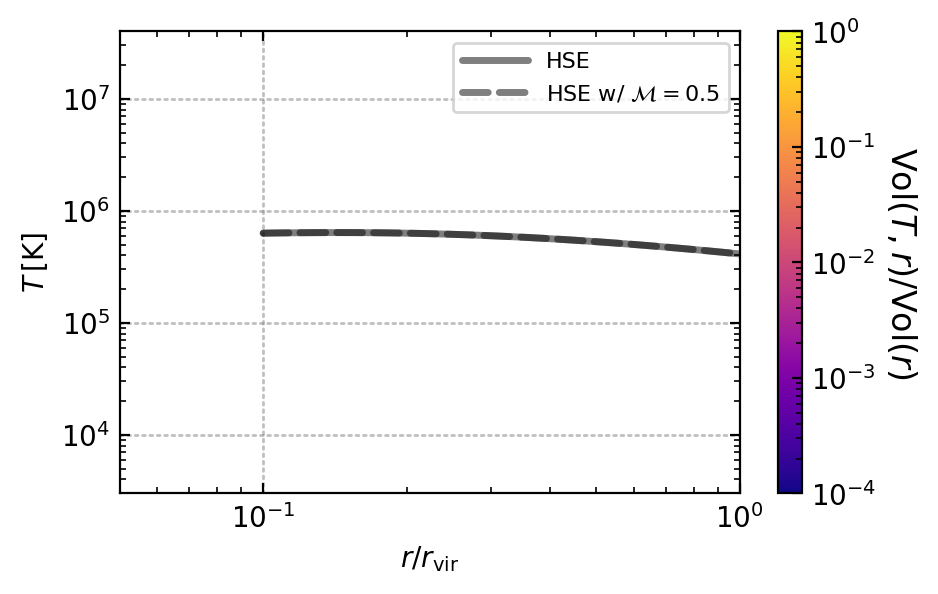 HSE
HSE w/ ℳ = 0.5
10⁷
10⁶
10⁵
10⁴
T [K]
10⁻¹
10⁰
r/r_vir
10⁰
10⁻¹
10⁻²
10⁻³
10⁻⁴
Vol(T, r)/Vol(r)